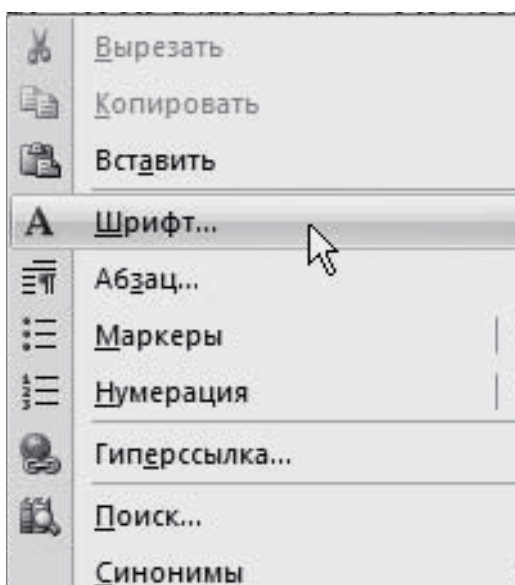 Вырезать
Копировать
Вставить
Шрифт...
Абзац...
Маркеры
Нумерация
Гиперссылка...
Поиск...
Синонимы